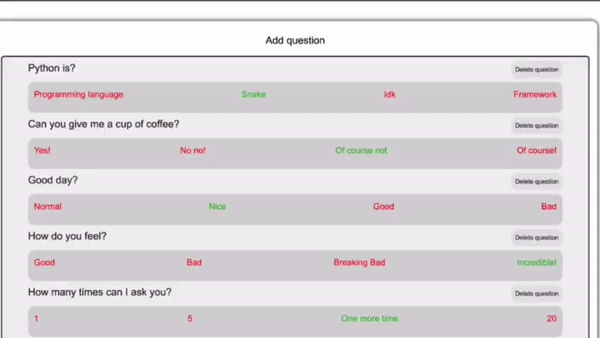 Add question
Python is? Delete question
Programming language Snake Idk Framework
Can you give me a cup of coffee? Delete question
Yes! No no! Of course not Of course!
Good day? Delete question
Normal Nice Good Bad
How do you feel? Delete question
Good Bad Breaking Bad Incredible!
How many times can I ask you? Delete question
1 5 One more time 20